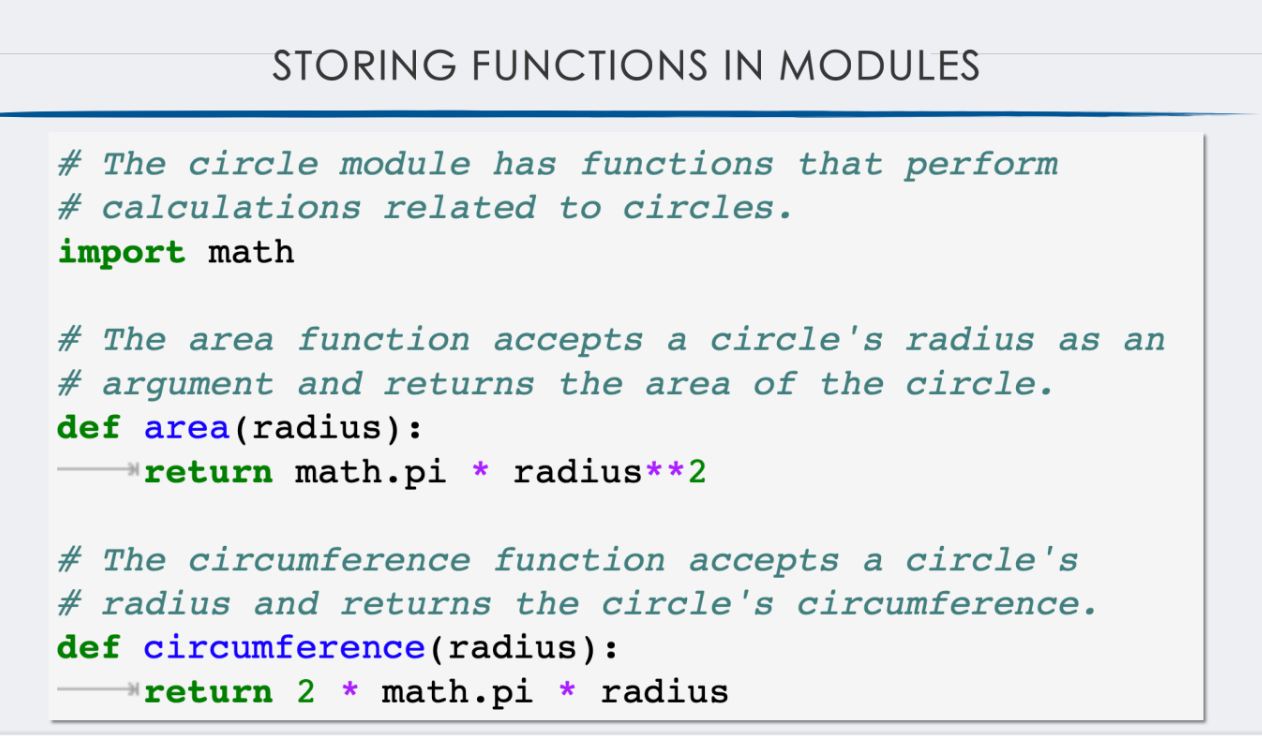 STORING FUNCTIONS IN MODULES
# The circle module has functions that perform
# calculations related to circles.
import math
# The area function accepts a circle's radius as an
# argument and returns the area of the circle.
def area(radius):
return math.pi * radius**2
# The circumference function accepts a circle's
# radius and returns the circle's circumference.
def circumference(radius):
return 2 * math.pi * radius